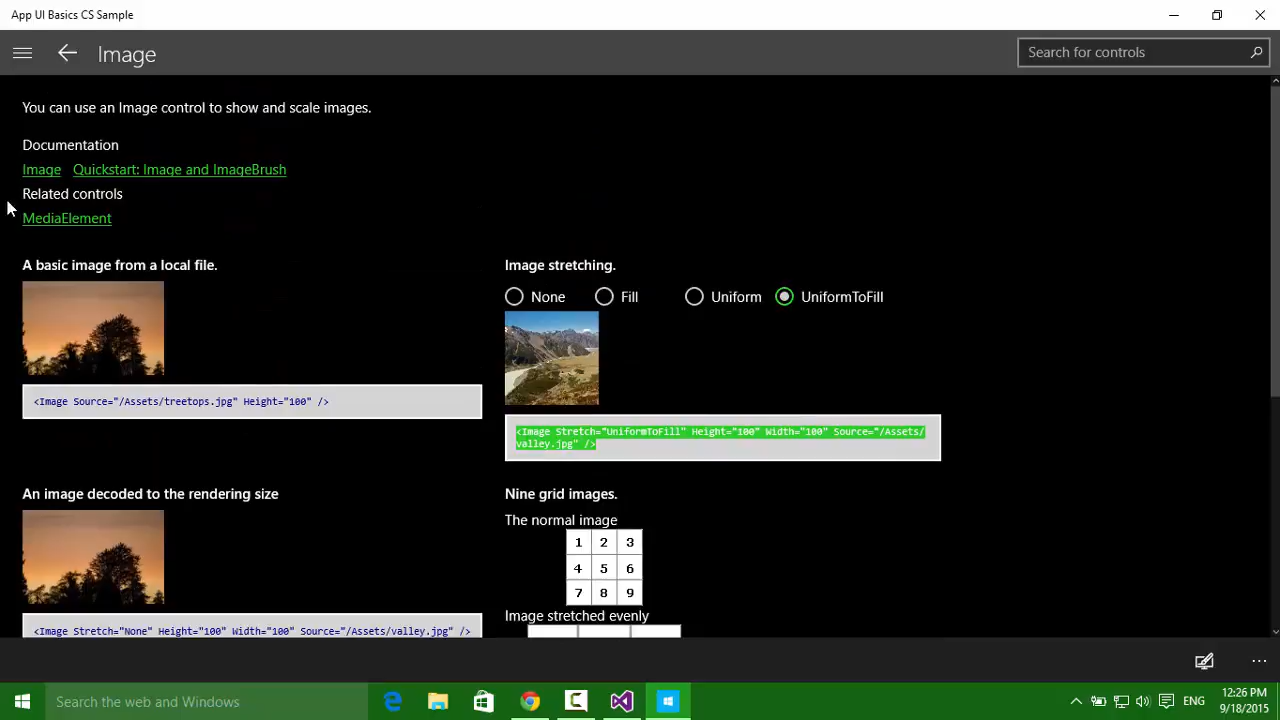 App UI Basics CS Sample
Image
Search for controls
You can use an Image control to show and scale images.
Documentation
Image Quickstart: Image and ImageBrush
Related controls
MediaElement
A basic image from a local file.
<Image Source="/Assets/treetops.jpg" Height="100" />
Image stretching.
None Fill Uniform UniformToFill
<Image Stretch="UniformToFill" Height="100" Width="100" Source="/Assets/
valley.jpg" />
An image decoded to the rendering size
<Image Stretch="None" Height="100" Width="100" Source="/Assets/valley.jpg" />
Nine grid images.
The normal image
1 2 3
4 5 6
7 8 9
Image stretched evenly
...
Search the web and Windows
ENG
12:26 PM
9/18/2015